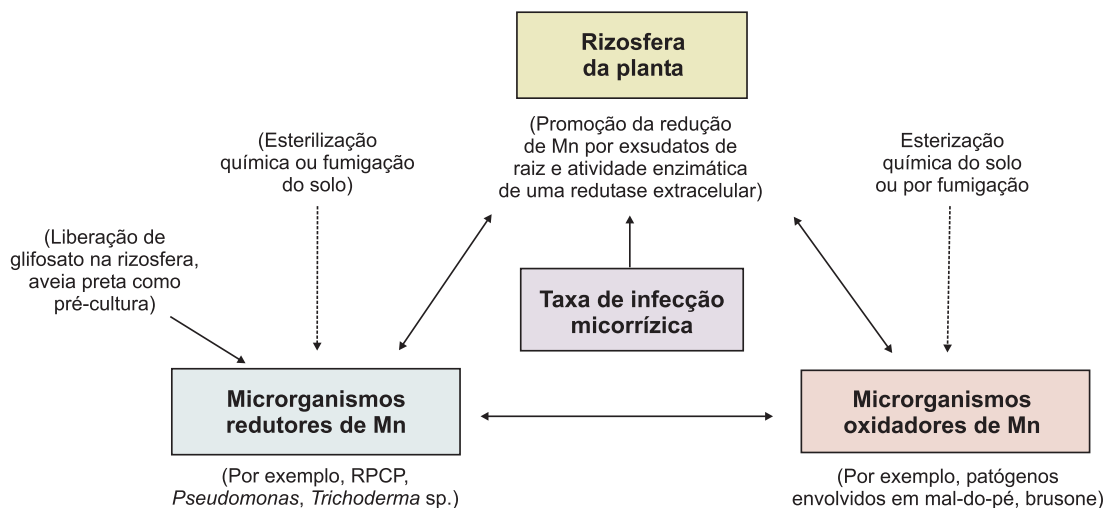 Rizosfera
da planta
(Promoção da redução
de Mn por exsudatos de
raiz e atividade enzimática
de uma redutase extracelular)
(Esterilização
química ou fumigação
do solo)
Esterização
química do solo
ou por fumigação
(Liberação de
glifosato na rizosfera,
aveia preta como
pré-cultura)
Taxa de infecção
micorrízica
Microrganismos
redutores de Mn
(Por exemplo, RPCP,
Pseudomonas, Trichoderma sp.)
Microrganismos
oxidadores de Mn
(Por exemplo, patógenos
envolvidos em mal-do-pé, brusone)